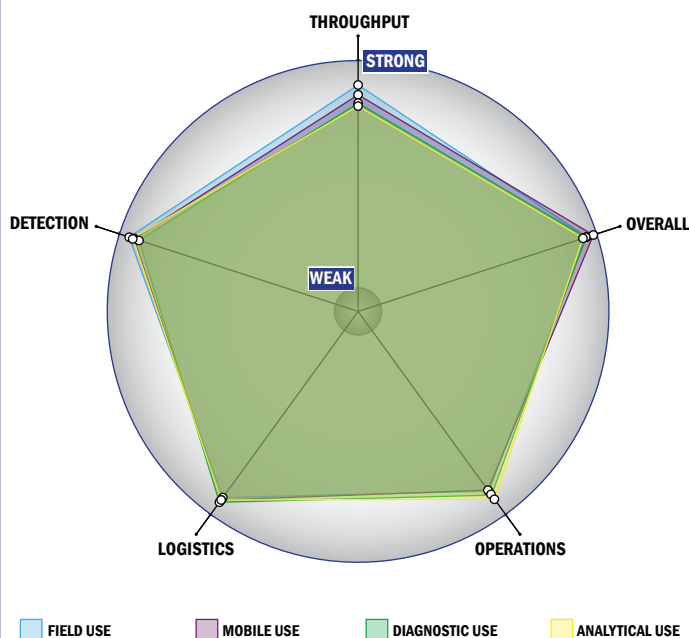 THROUGHPUT
STRONG
DETECTION
OVERALL
WEAK
LOGISTICS
OPERATIONS
FIELD USE
MOBILE USE
DIAGNOSTIC USE
ANALYTICAL USE